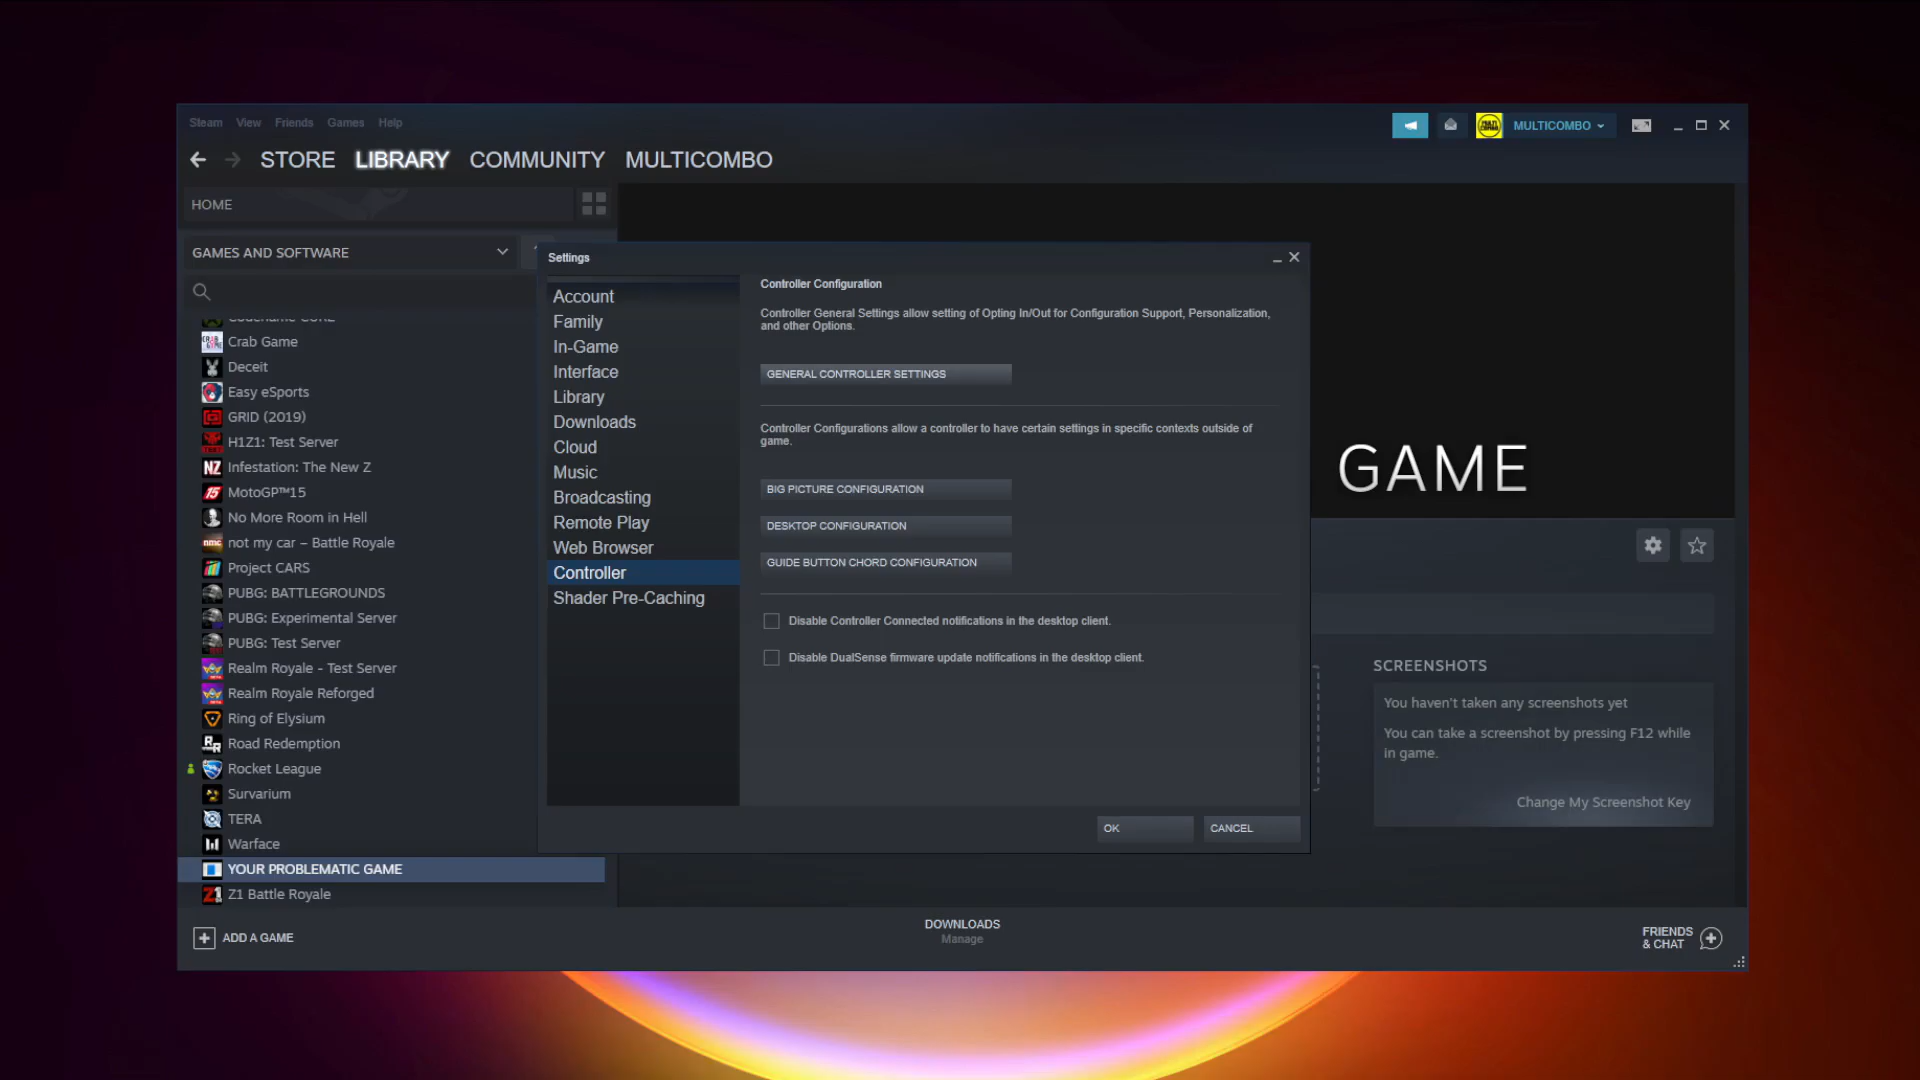 Steam View Friends Games Help
MULTICOMBO
STORE LIBRARY COMMUNITY MULTICOMBO
HOME
GAMES AND SOFTWARE
Crab Game
Deceit
Easy eSports
GRID (2019)
H1Z1: Test Server
Infestation: The New Z
MotoGP™15
No More Room in Hell
not my car – Battle Royale
Project CARS
PUBG: BATTLEGROUNDS
PUBG: Experimental Server
PUBG: Test Server
Realm Royale - Test Server
Realm Royale Reforged
Ring of Elysium
Road Redemption
Rocket League
Survarium
TERA
Warface
YOUR PROBLEMATIC GAME
Z1 Battle Royale
Settings
Account
Family
In-Game
Interface
Library
Downloads
Cloud
Music
Broadcasting
Remote Play
Web Browser
Controller
Shader Pre-Caching
Controller Configuration
Controller General Settings allow setting of Opting In/Out for Configuration Support, Personalization,
and other Options.
GENERAL CONTROLLER SETTINGS
Controller Configurations allow a controller to have certain settings in specific contexts outside of
game.
BIG PICTURE CONFIGURATION
DESKTOP CONFIGURATION
GUIDE BUTTON CHORD CONFIGURATION
Disable Controller Connected notifications in the desktop client.
Disable DualSense firmware update notifications in the desktop client.
OK CANCEL
GAME
SCREENSHOTS
You haven't taken any screenshots yet
You can take a screenshot by pressing F12 while
in game.
Change My Screenshot Key
ADD A GAME
DOWNLOADS
Manage
FRIENDS
& CHAT